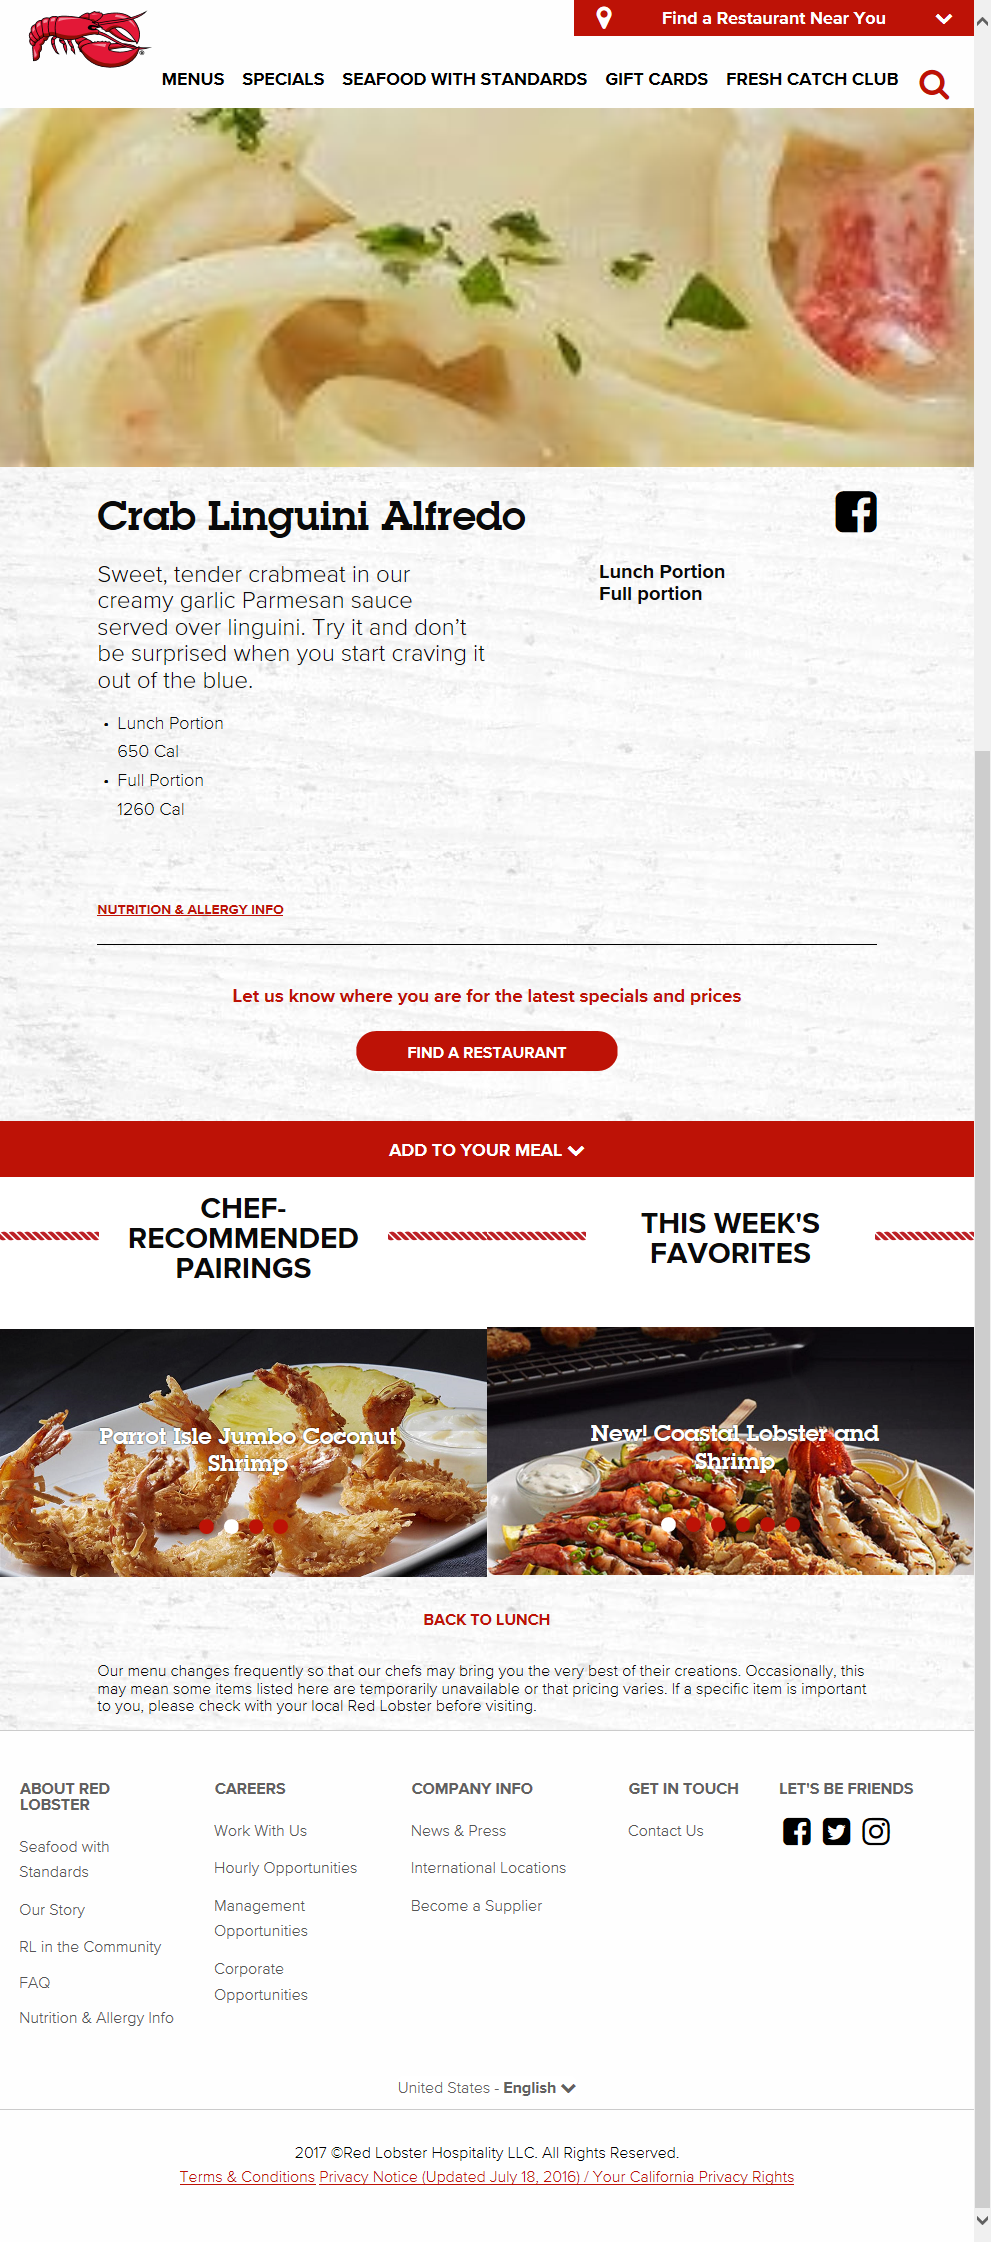 Find a Restaurant Near You
MENUS SPECIALS SEAFOOD WITH STANDARDS GIFT CARDS FRESH CATCH CLUB
Crab Linguini Alfredo
Sweet, tender crabmeat in our
creamy garlic Parmesan sauce
served over linguini. Try it and don't
be surprised when you start craving it
out of the blue.
Lunch Portion
Full portion
• Lunch Portion
650 Cal
• Full Portion
1260 Cal
NUTRITION & ALLERGY INFO
Let us know where you are for the latest specials and prices
FIND A RESTAURANT
ADD TO YOUR MEAL
CHEF-
RECOMMENDED
PAIRINGS
THIS WEEK'S
FAVORITES
Parrot Isle Jumbo Coconut
Shrimp
New! Coastal Lobster and
Shrimp
BACK TO LUNCH
Our menu changes frequently so that our chefs may bring you the very best of their creations. Occasionally, this
may mean some items listed here are temporarily unavailable or that pricing varies. If a specific item is important
to you, please check with your local Red Lobster before visiting.
ABOUT RED
LOBSTER
Seafood with
Standards
Our Story
RL in the Community
FAQ
Nutrition & Allergy Info
CAREERS
Work With Us
Hourly Opportunities
Management
Opportunities
Corporate
Opportunities
COMPANY INFO
News & Press
International Locations
Become a Supplier
GET IN TOUCH
Contact Us
LET'S BE FRIENDS
United States - English
2017 ©Red Lobster Hospitality LLC. All Rights Reserved.
Terms & Conditions Privacy Notice (Updated July 18, 2016) / Your California Privacy Rights